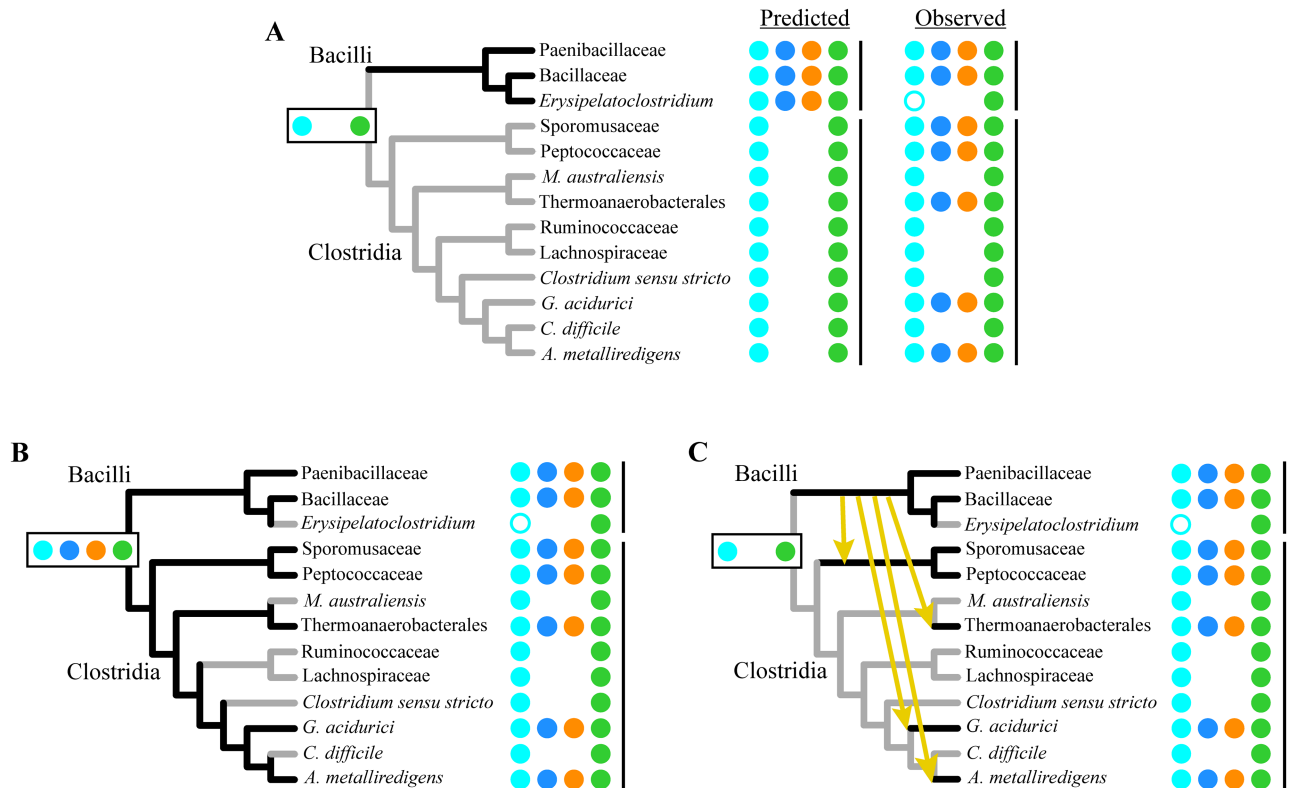 A
Predicted
Observed
Bacilli
Paenibacillaceae
Bacillaceae
Erysipelatoclostridium
Sporomusaceae
Peptococcaceae
M. australiensis
Thermoanaerobacterales
Clostridia
Ruminococcaceae
Lachnospiraceae
Clostridium sensu stricto
G. acidurici
C. difficile
A. metalliredigens
B
Bacilli
Paenibacillaceae
Bacillaceae
Erysipelatoclostridium
Sporomusaceae
Peptococcaceae
M. australiensis
Thermoanaerobacterales
Clostridia
Ruminococcaceae
Lachnospiraceae
Clostridium sensu stricto
G. acidurici
C. difficile
A. metalliredigens
C
Bacilli
Paenibacillaceae
Bacillaceae
Erysipelatoclostridium
Sporomusaceae
Peptococcaceae
M. australiensis
Thermoanaerobacterales
Clostridia
Ruminococcaceae
Lachnospiraceae
Clostridium sensu stricto
G. acidurici
C. difficile
A. metalliredigens